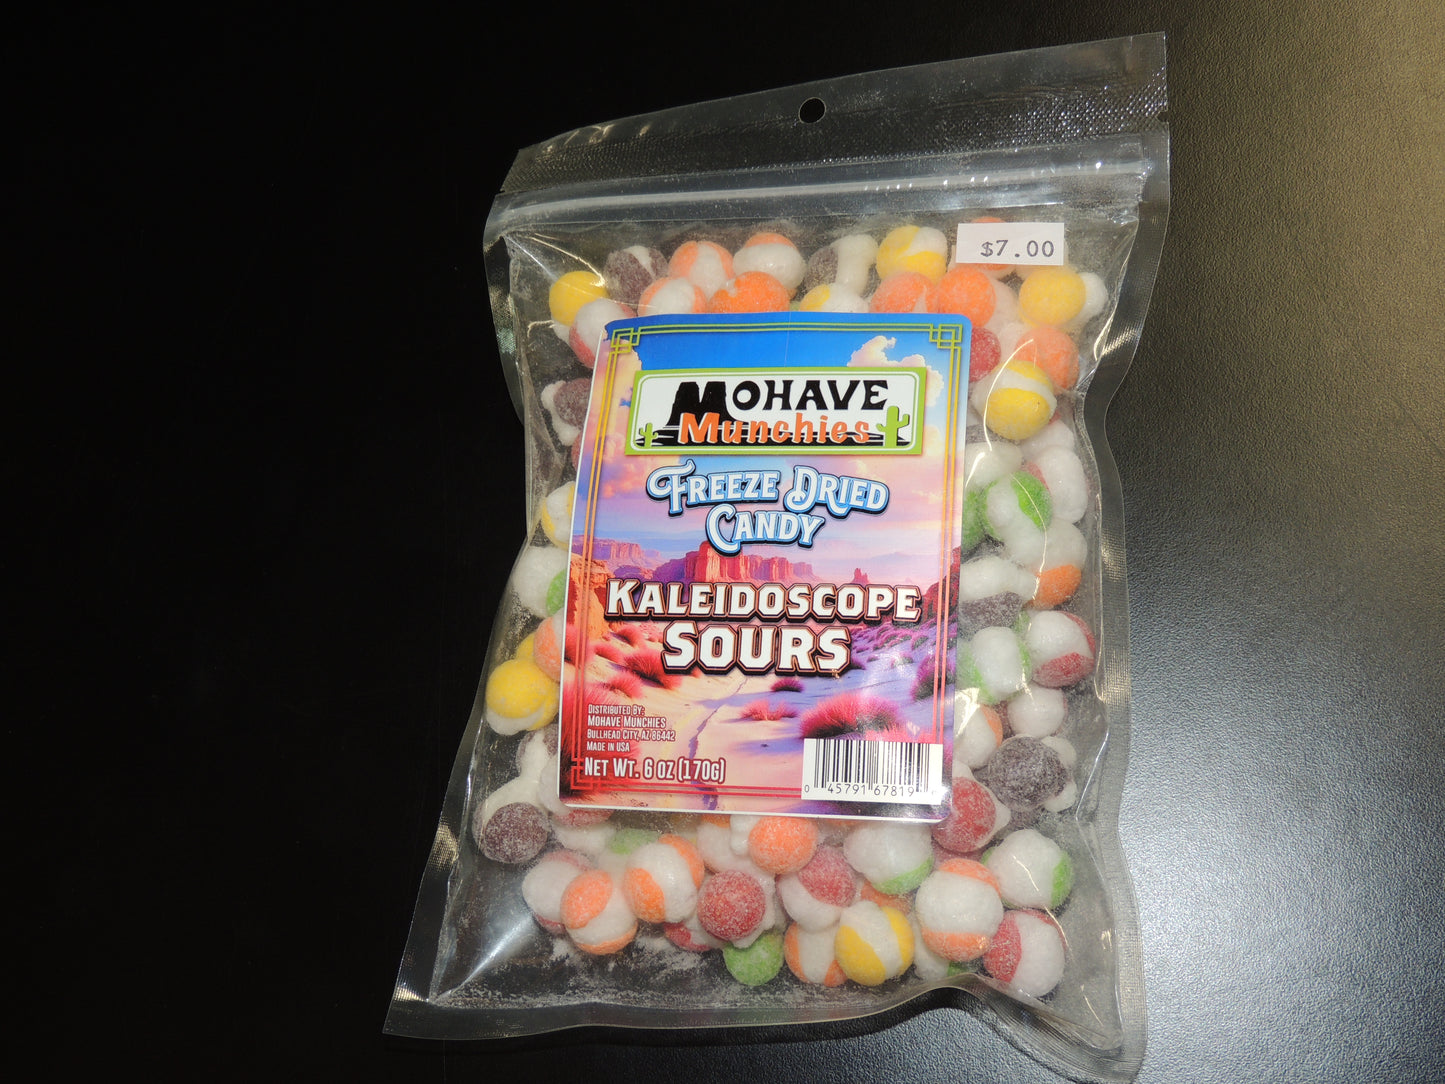 $7.00
MOHAVE
Munchies
FREEZE DRIED
CANDY
KALEIDOSCOPE
SOURS
DISTRIBUTED BY:
MOHAVE MUNCHIES
BULLHEAD CITY, AZ 86442
MADE IN USA
NET WT. 6 OZ (170G)
0 45791 67819